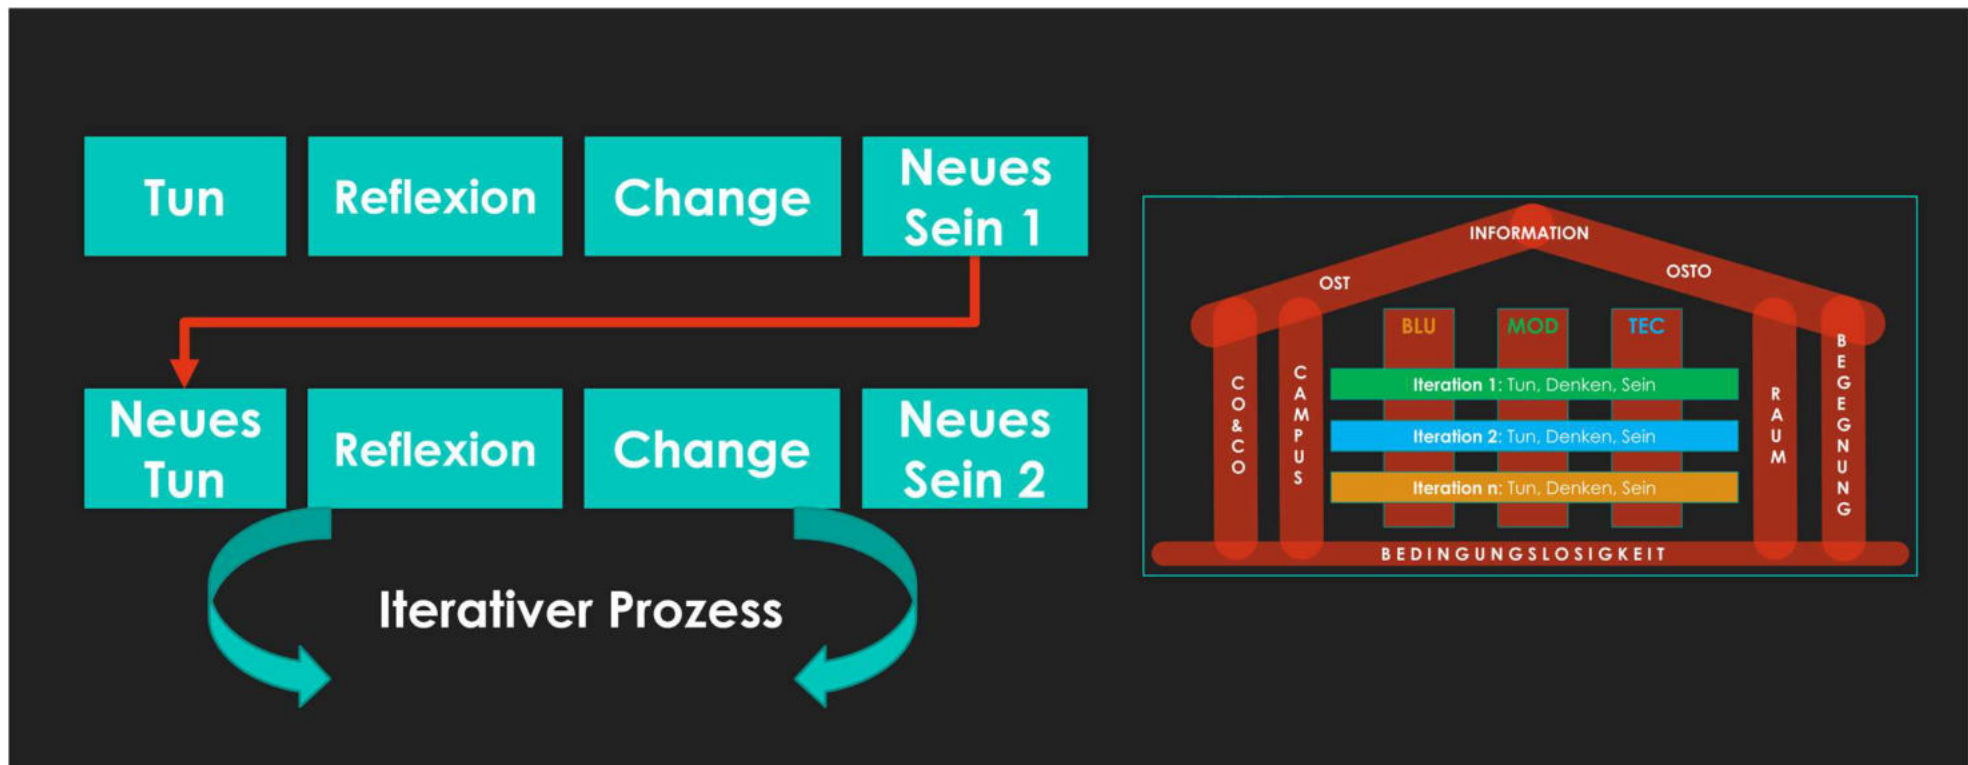 Tun
Reflexion
Change
Neues
Sein 1
Neues
Tun
Reflexion
Change
Neues
Sein 2
Iterativer Prozess
INFORMATION
OST
OSTO
BLU
MOD
TEC
CO&CO
CAMPUS
Iteration 1: Tun, Denken, Sein
Iteration 2: Tun, Denken, Sein
Iteration n: Tun, Denken, Sein
RAUM
BEGEGNUNG
BEDINGUNGSLOSIGKEIT